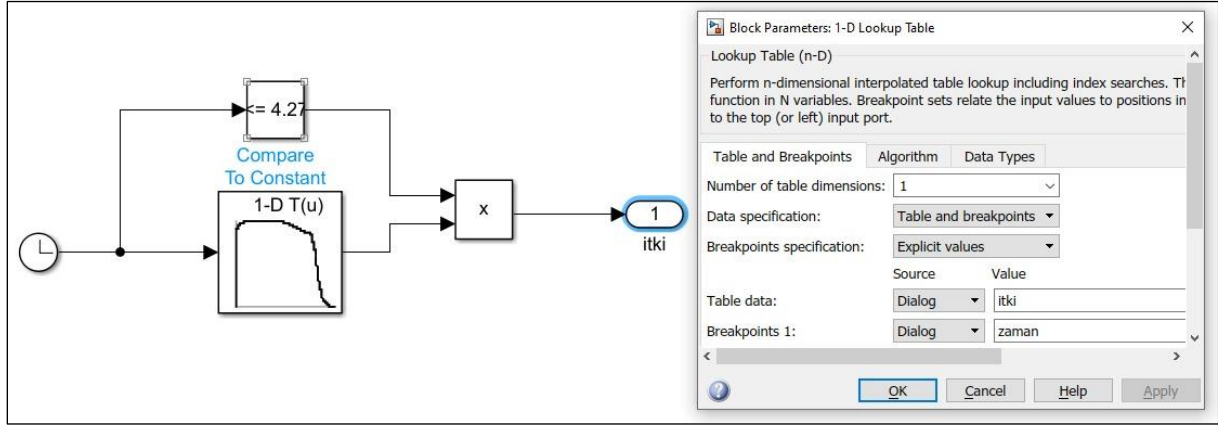 <= 4.27
Compare
To Constant
1-D T(u)
x
1
itki
Block Parameters: 1-D Lookup Table
Lookup Table (n-D)
Perform n-dimensional interpolated table lookup including index searches. Th
function in N variables. Breakpoint sets relate the input values to positions in
to the top (or left) input port.
Table and Breakpoints Algorithm Data Types
Number of table dimensions: 1
Data specification: Table and breakpoints
Breakpoints specification: Explicit values
Source Value
Table data: Dialog itki
Breakpoints 1: Dialog zaman
OK Cancel Help Apply